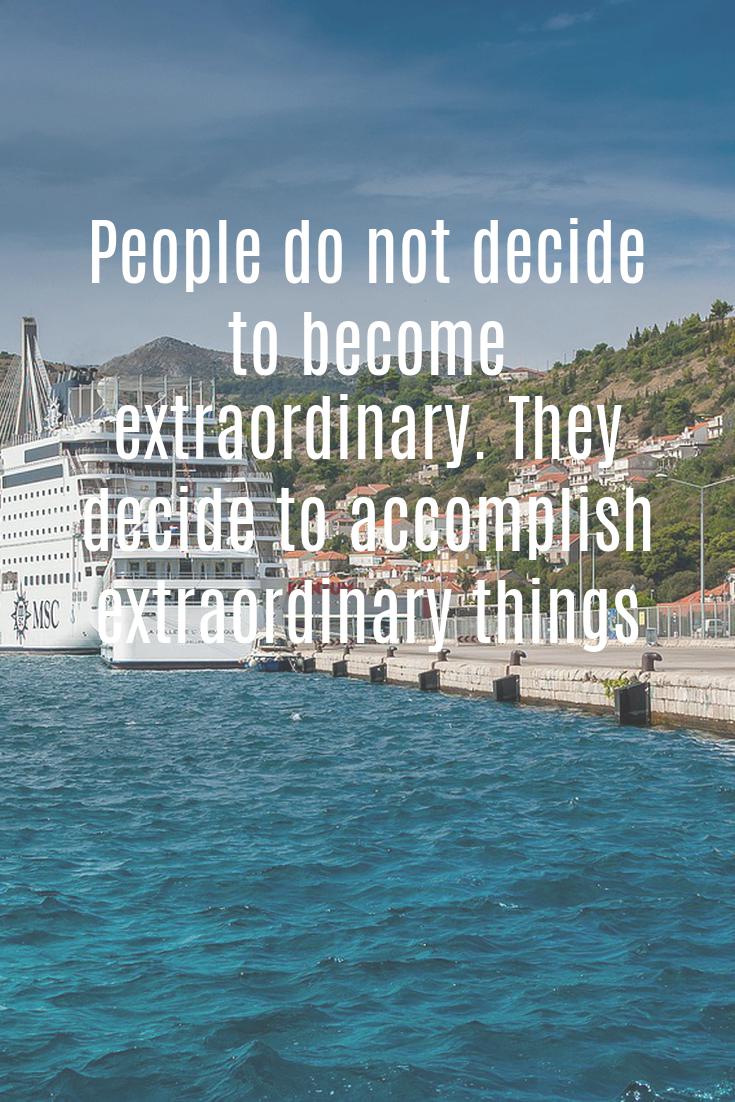 People do not decide
to become
extraordinary. They
decide to accomplish
extraordinary things
MSC